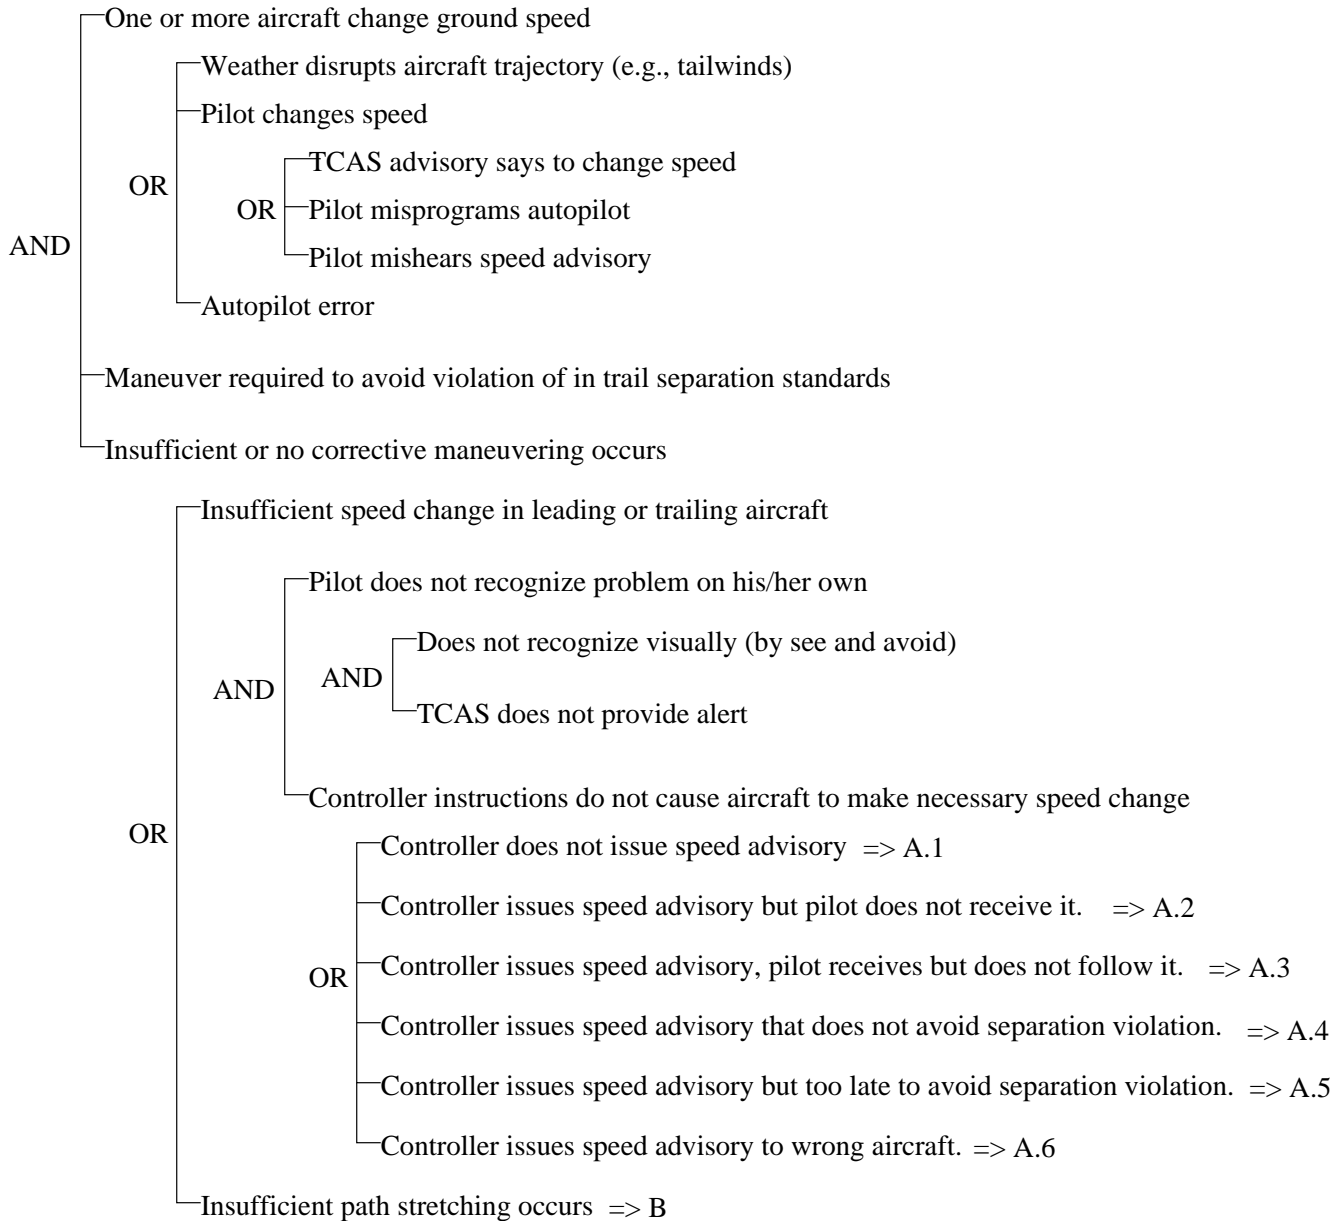 One or more aircraft change ground speed
Weather disrupts aircraft trajectory (e.g., tailwinds)
Pilot changes speed
TCAS advisory says to change speed
OR
OR
Pilot misprograms autopilot
AND
Pilot mishears speed advisory
Autopilot error
Maneuver required to avoid violation of in trail separation standards
Insufficient or no corrective maneuvering occurs
Insufficient speed change in leading or trailing aircraft
Pilot does not recognize problem on his/her own
Does not recognize visually (by see and avoid)
AND
AND
TCAS does not provide alert
Controller instructions do not cause aircraft to make necessary speed change
OR
Controller does not issue speed advisory => A.1
Controller issues speed advisory but pilot does not receive it. => A.2
OR
Controller issues speed advisory, pilot receives but does not follow it. => A.3
Controller issues speed advisory that does not avoid separation violation. => A.4
Controller issues speed advisory but too late to avoid separation violation. => A.5
Controller issues speed advisory to wrong aircraft. => A.6
Insufficient path stretching occurs => B